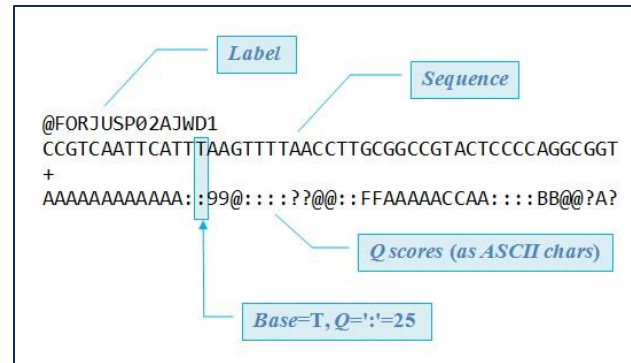 Label
Sequence
@FORJUSP02AJWD1
CCGTCAATTCATTTAAGTTTTAACCTTGCGGCCGTACTCCCCAGGCGGT
+
AAAAAAAAAAAA::99@::::??@@::FFAAAAACCAA::::BB@@?A?
Q scores (as ASCII chars)
Base=T, Q=':'=25